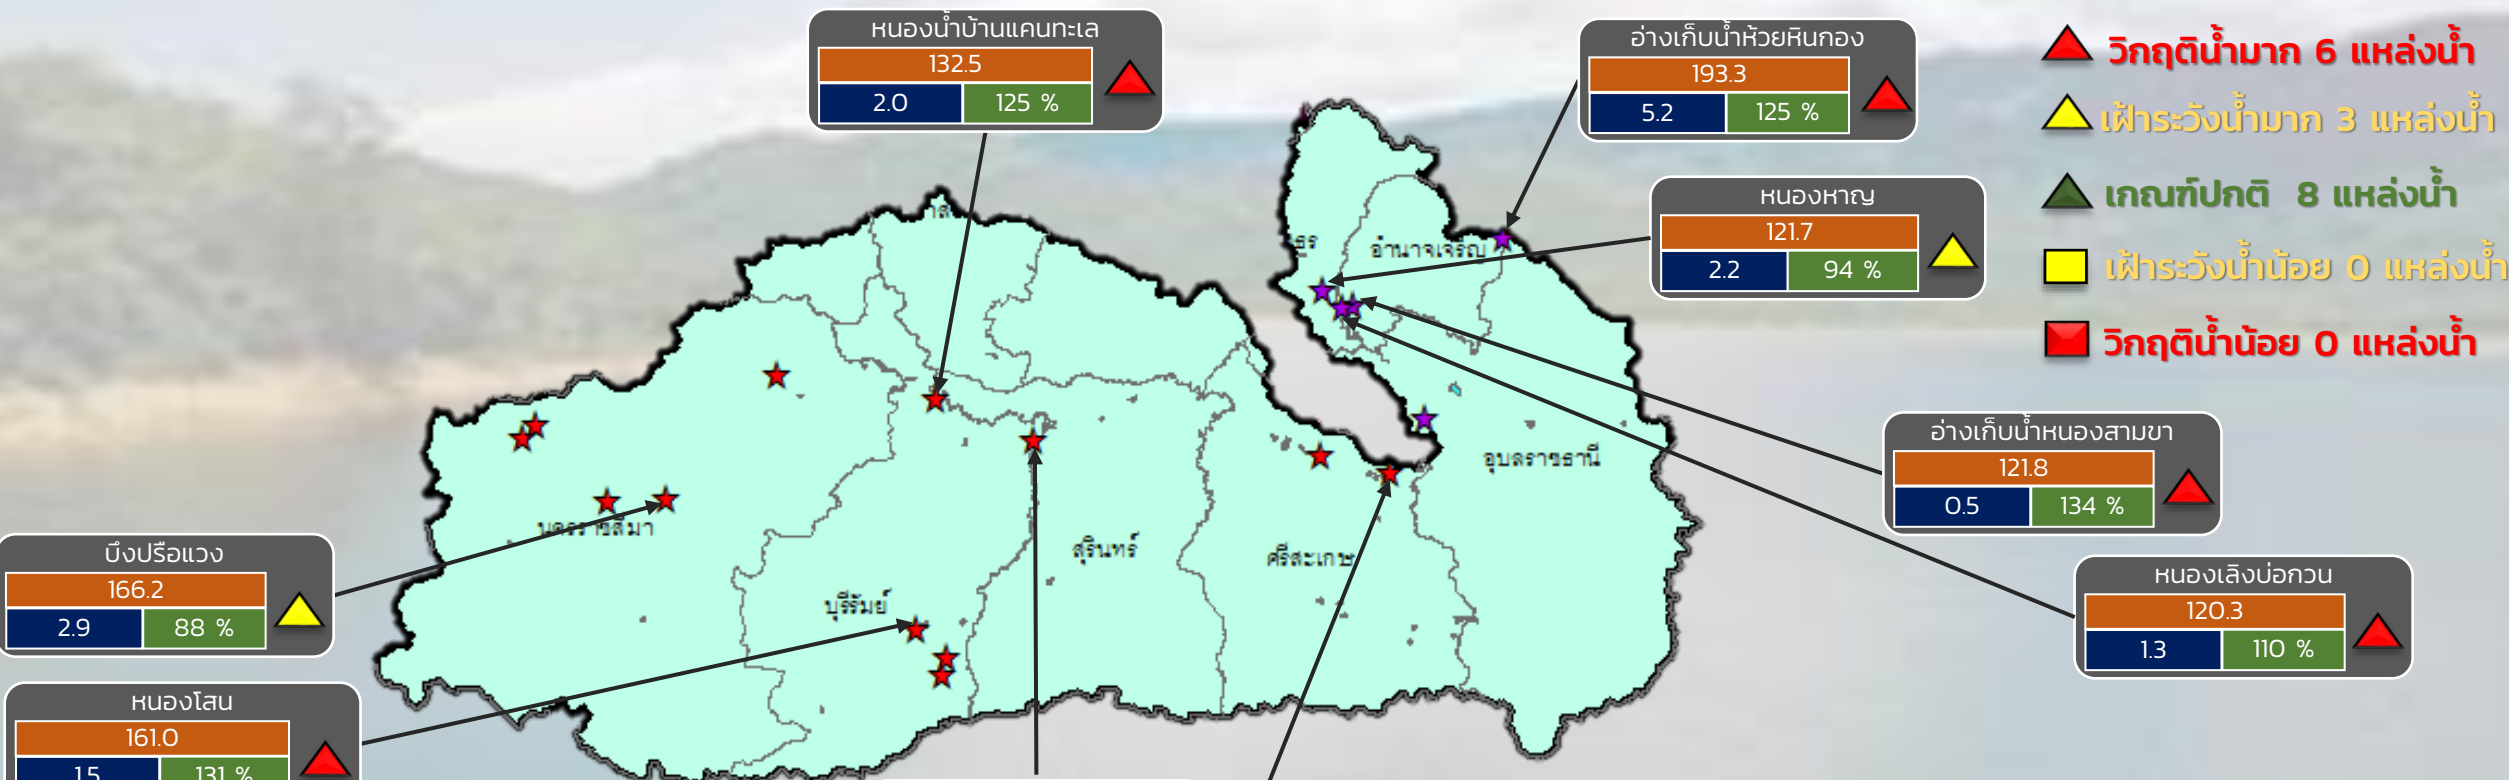 หนองน้ำบ้านแคนทะเล
132.5
2.0 125 %
อ่างเก็บน้ำห้วยหินกอง
193.3
5.2 125 %
วิกฤติน้ำมาก 6 แหล่งน้ำ
เฝ้าระวังน้ำมาก 3 แหล่งน้ำ
เกณฑ์ปกติ 8 แหล่งน้ำ
เฝ้าระวังน้ำน้อย 0 แหล่งน้ำ
วิกฤติน้ำน้อย 0 แหล่งน้ำ
หนองหาญ
121.7
2.2 94 %
อำนาจเจริญ
อุบลราชธานี
นครราชสีมา
สุรินทร์
ศรีสะเกษ
บุรีรัมย์
อ่างเก็บน้ำหนองสามขา
121.8
0.5 134 %
บึงปรือแวง
166.2
2.9 88 %
หนองเลิงบ่อกวน
120.3
1.3 110 %
หนองโสน
161.0
1.5 131 %